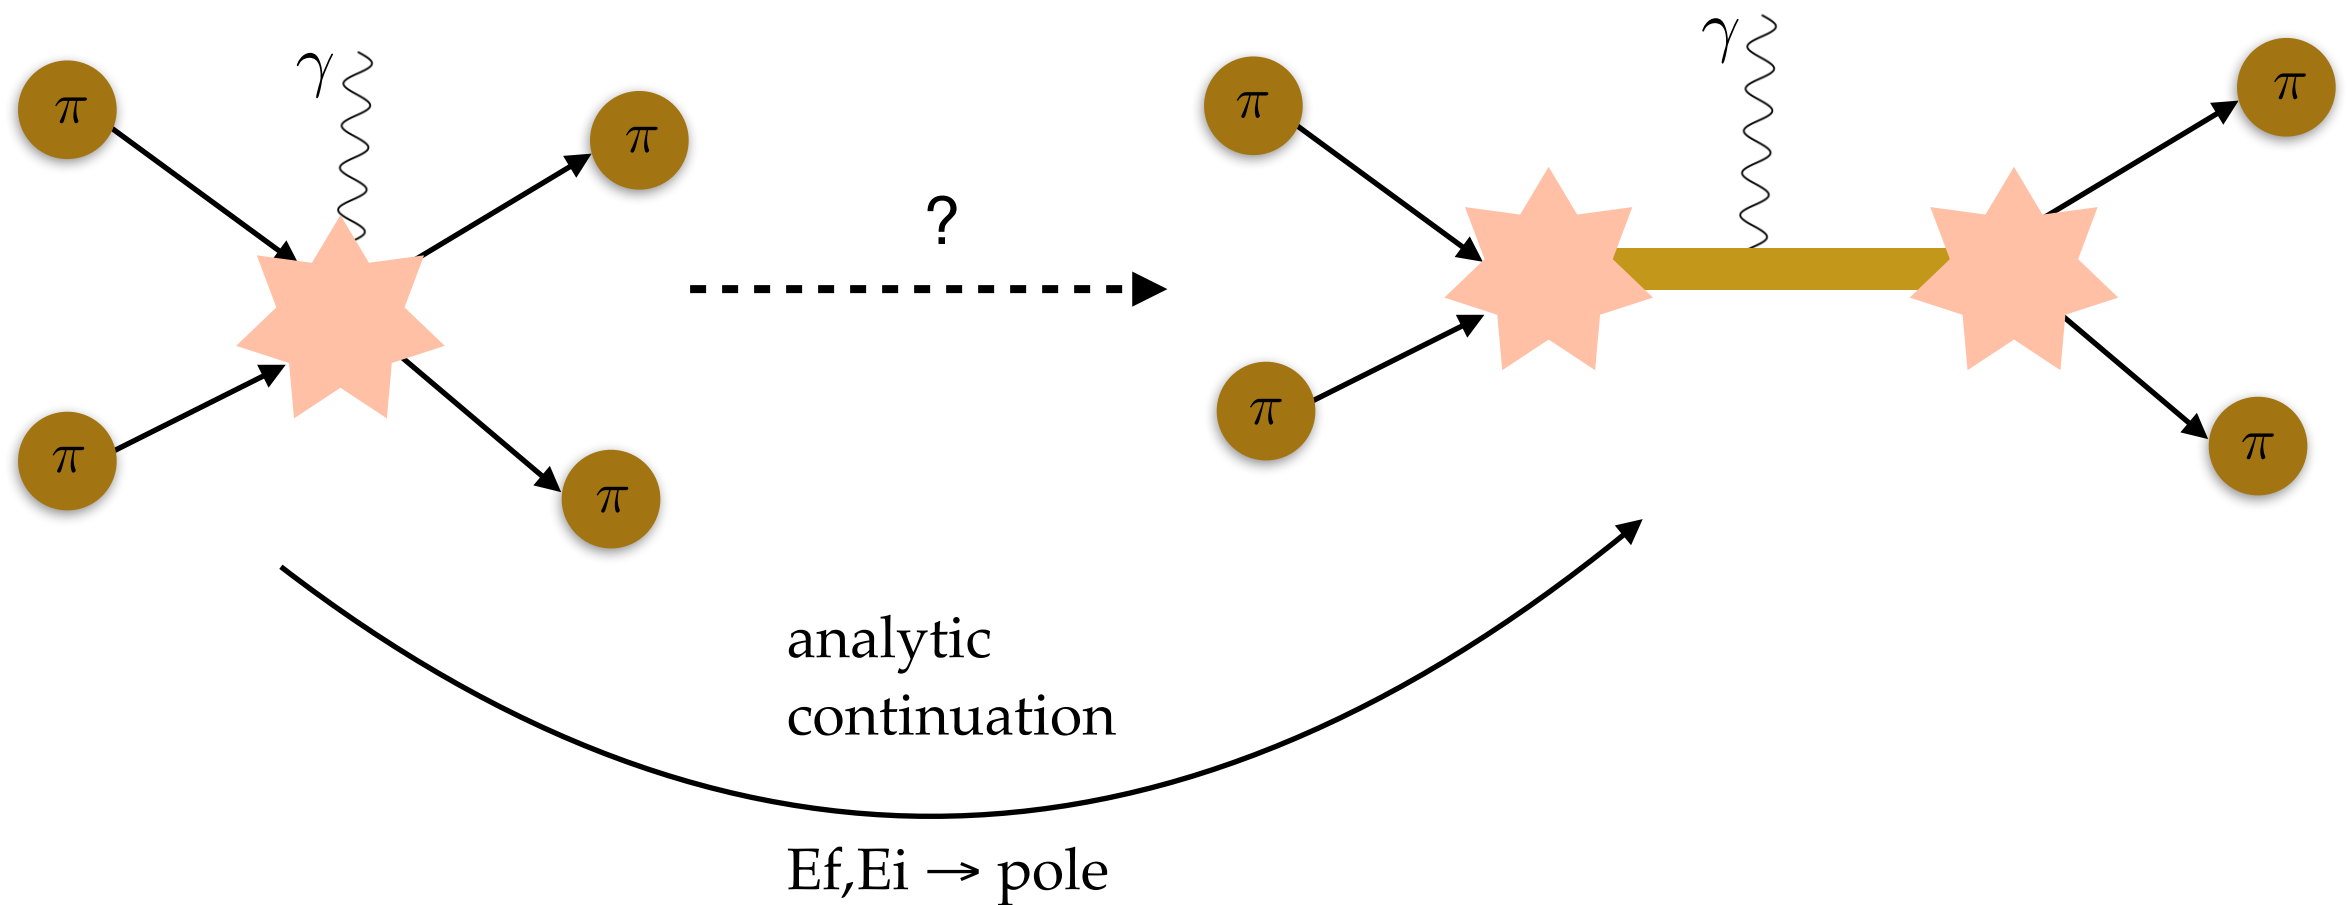 γ
γ
π
π
π
π
?
π
π
π
π
analytic
continuation
Ef,Ei → pole